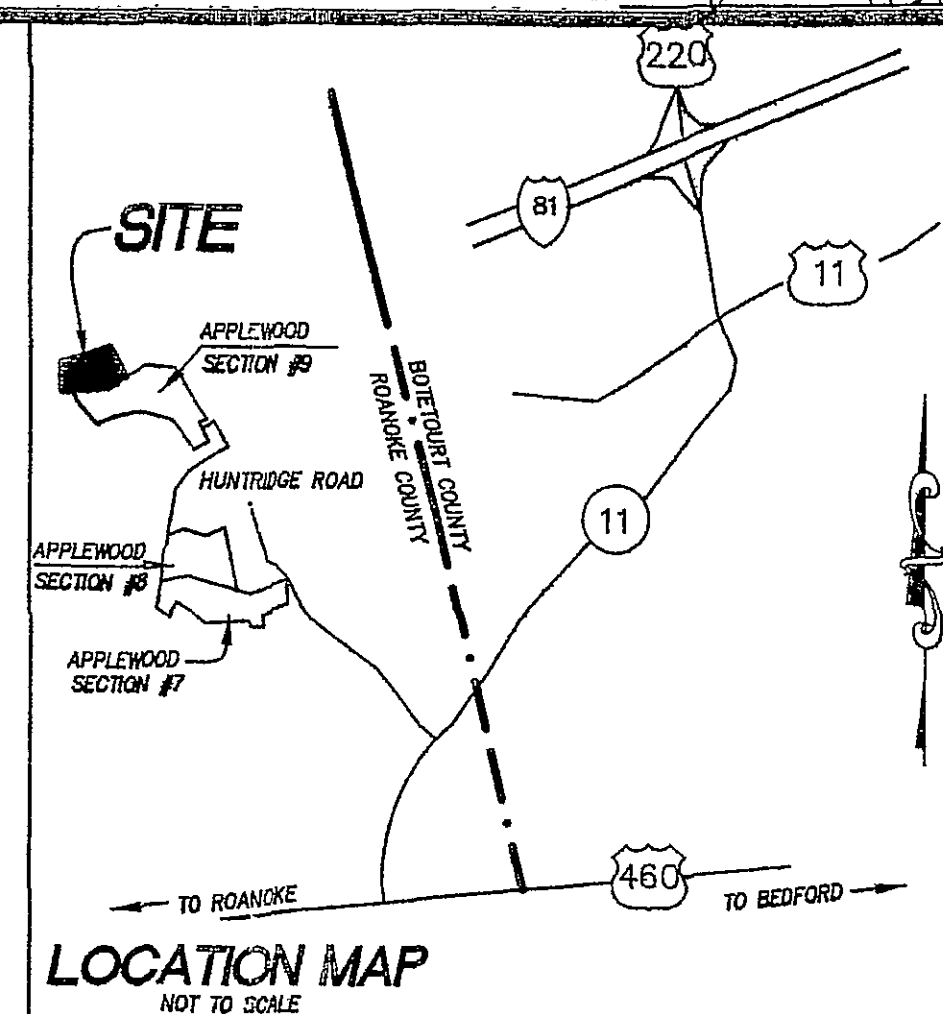 220
81
SITE
11
APPLEWOOD
SECTION #9
BOTETOURT COUNTY
ROANOKE COUNTY
HUNTRIDGE ROAD
11
APPLEWOOD
SECTION #8
APPLEWOOD
SECTION #7
460
TO ROANOKE
TO BEDFORD
LOCATION MAP
NOT TO SCALE